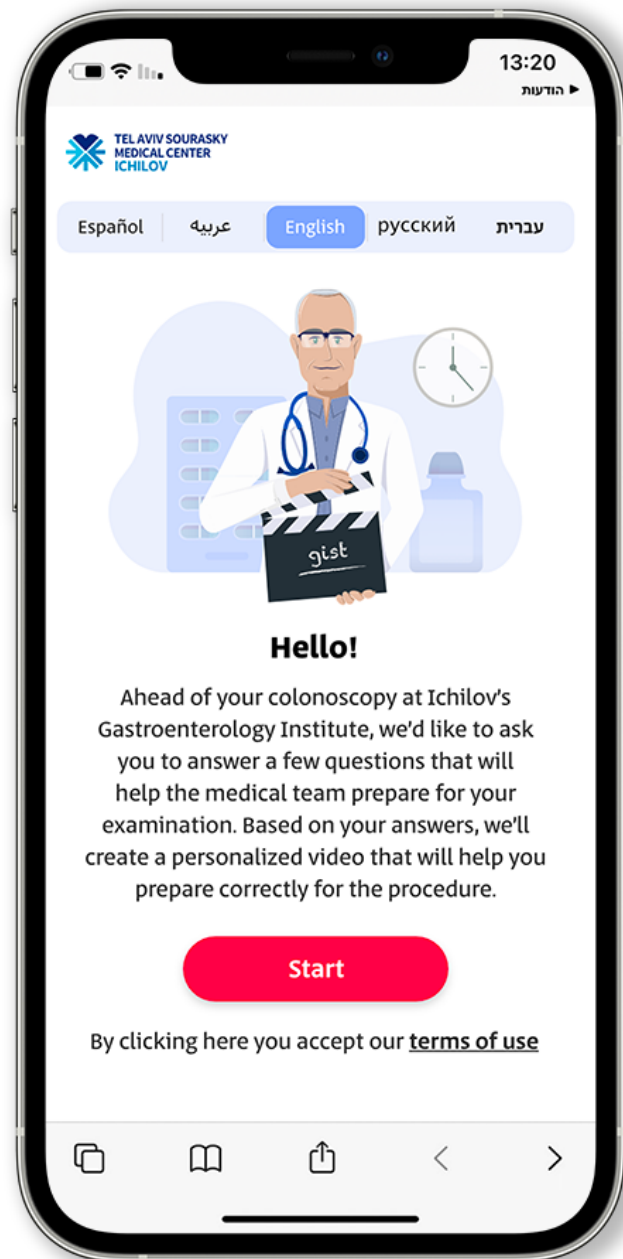 13:20
הודעות ◄
TEL AVIV SOURASKY
MEDICAL CENTER
ICHILOV
Español عربيه English русский עברית
gist
Hello!
Ahead of your colonoscopy at Ichilov's
Gastroenterology Institute, we'd like to ask
you to answer a few questions that will
help the medical team prepare for your
examination. Based on your answers, we'll
create a personalized video that will help you
prepare correctly for the procedure.
Start
By clicking here you accept our terms of use